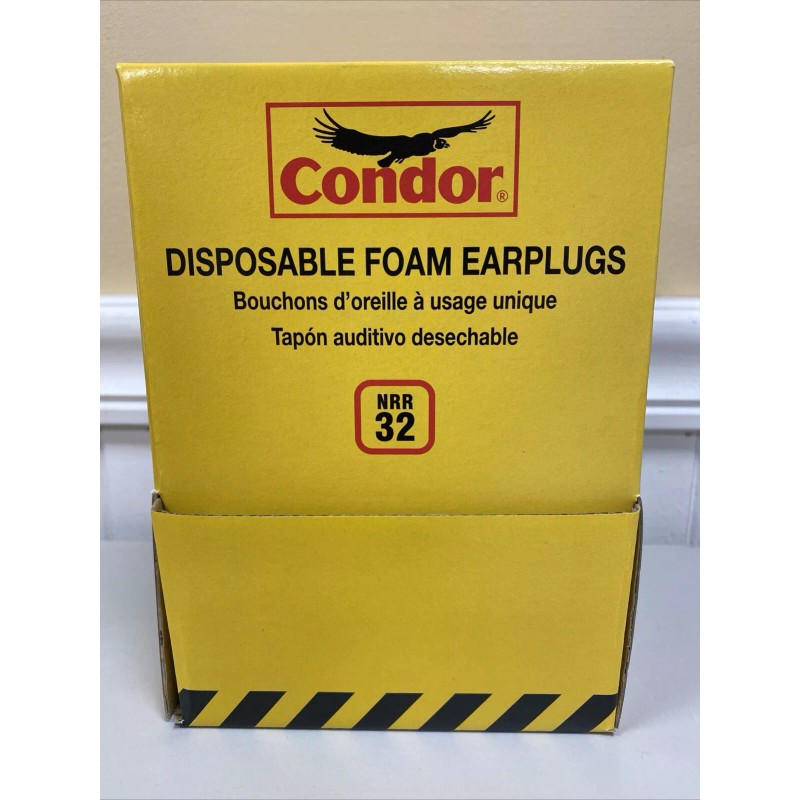 Condor®
DISPOSABLE FOAM EARPLUGS
Bouchons d'oreille à usage unique
Tapón auditivo desechable
NRR
32